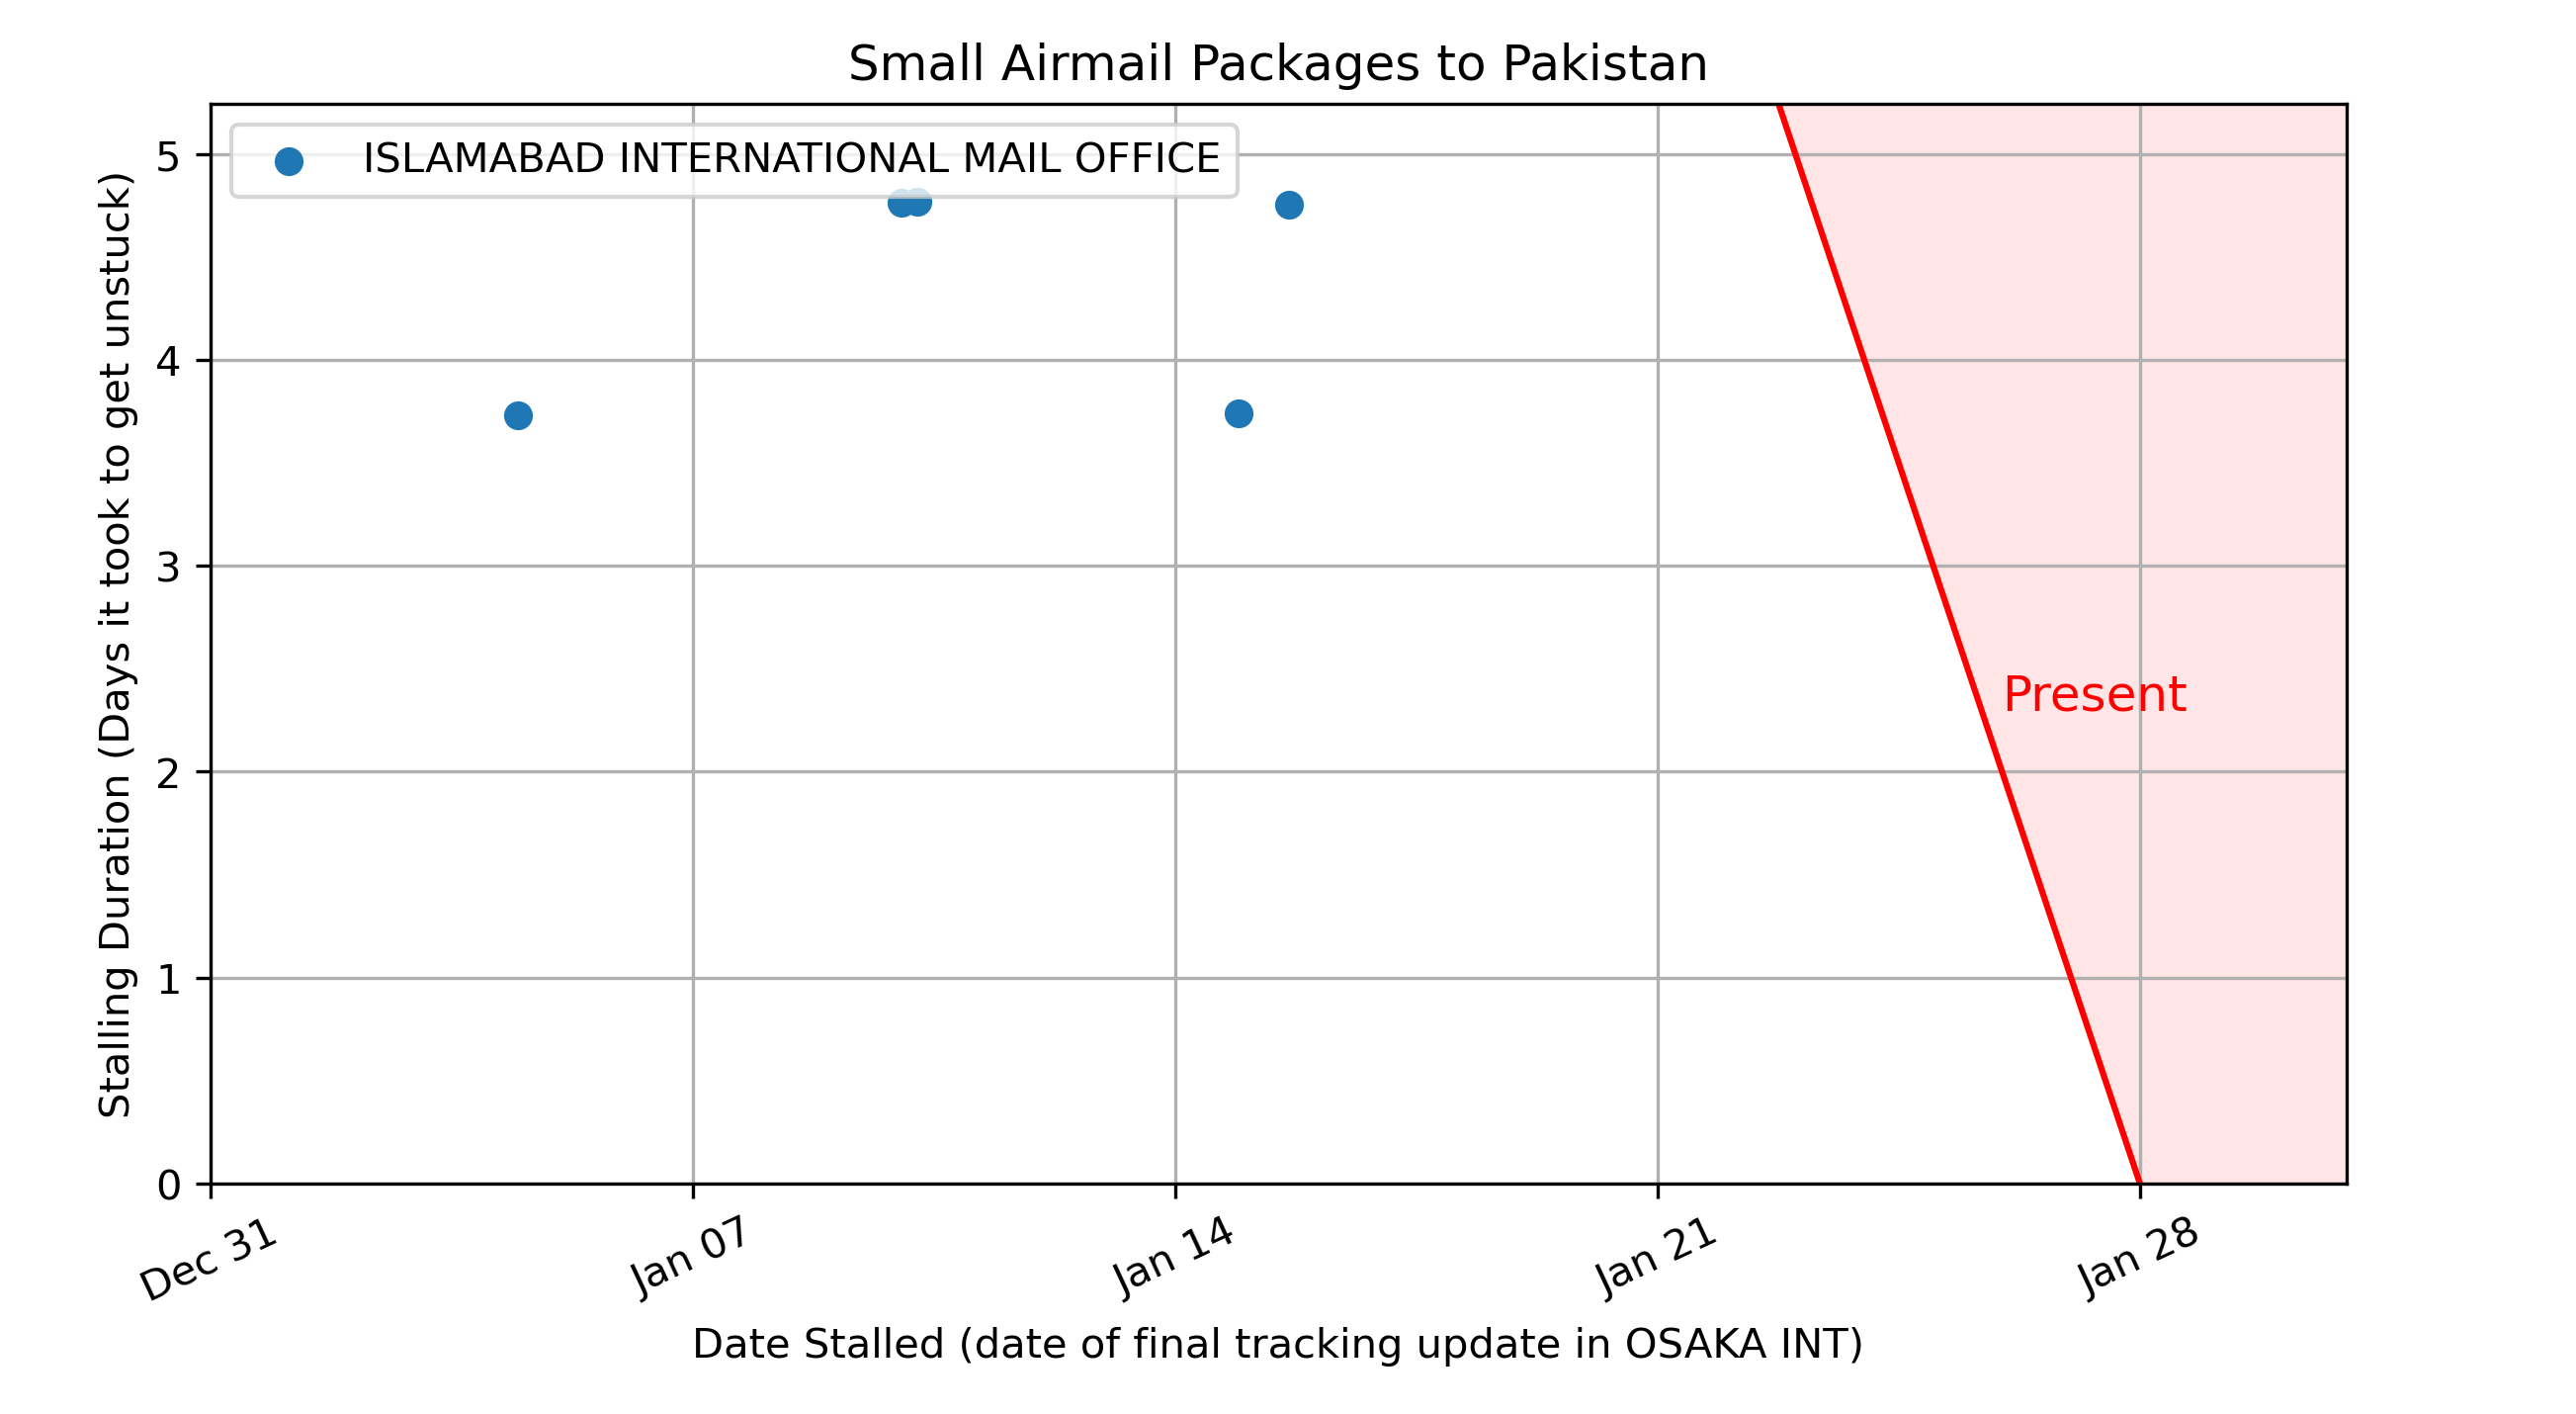 Small Airmail Packages to Pakistan
ISLAMABAD INTERNATIONAL MAIL OFFICE
Stalling Duration (Days it took to get unstuck)
5
4
3
2
1
0
Present
Dec 31
Jan 07
Jan 14
Jan 21
Jan 28
Date Stalled (date of final tracking update in OSAKA INT)